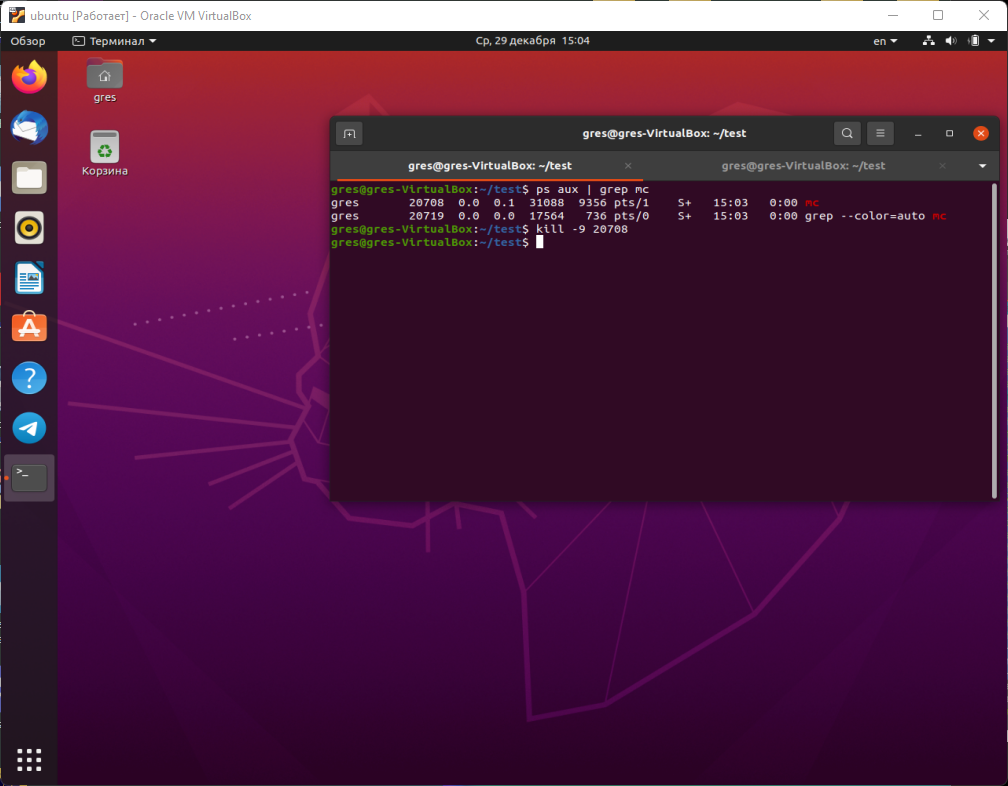 ubuntu [Работает] - Oracle VM VirtualBox
Обзор Терминал Ср, 29 декабря 15:04 en
gres
Корзина
gres@gres-VirtualBox: ~/test
gres@gres-VirtualBox: ~/test gres@gres-VirtualBox: ~/test
gres@gres-VirtualBox:~/test$ ps aux | grep mc
gres 20708 0.0 0.1 31088 9356 pts/1 S+ 15:03 0:00 mc
gres 20719 0.0 0.0 17564 736 pts/0 S+ 15:03 0:00 grep --color=auto mc
gres@gres-VirtualBox:~/test$ kill -9 20708
gres@gres-VirtualBox:~/test$